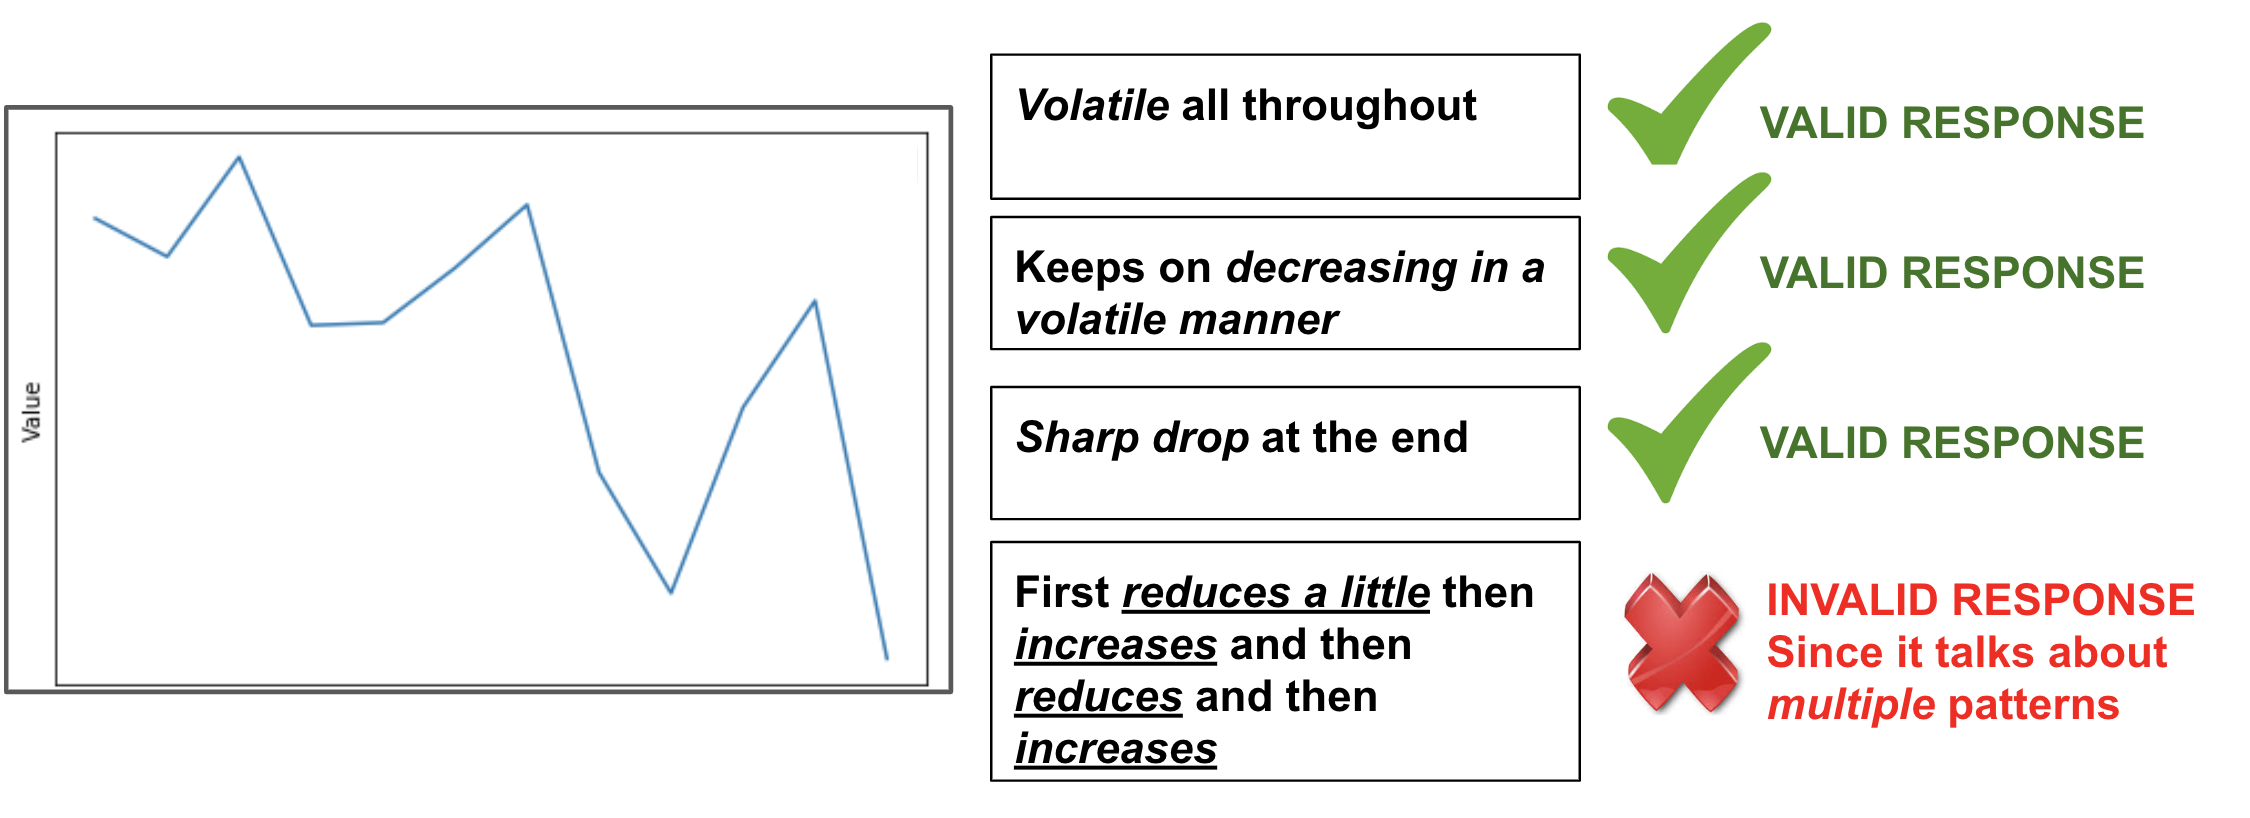 Value
Volatile all throughout
VALID RESPONSE
Keeps on decreasing in a
volatile manner
VALID RESPONSE
Sharp drop at the end
VALID RESPONSE
First reduces a little then
increases and then
reduces and then
increases
INVALID RESPONSE
Since it talks about
multiple patterns